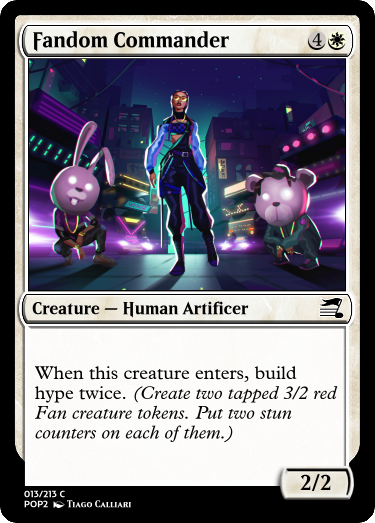 Fandom Commander 4
Creature — Human Artificer
When this creature enters, build
hype twice. (Create two tapped 3/2 red
Fan creature tokens. Put two stun
counters on each of them.)
2/2
013/213 C
POP2 Tiago Calliari